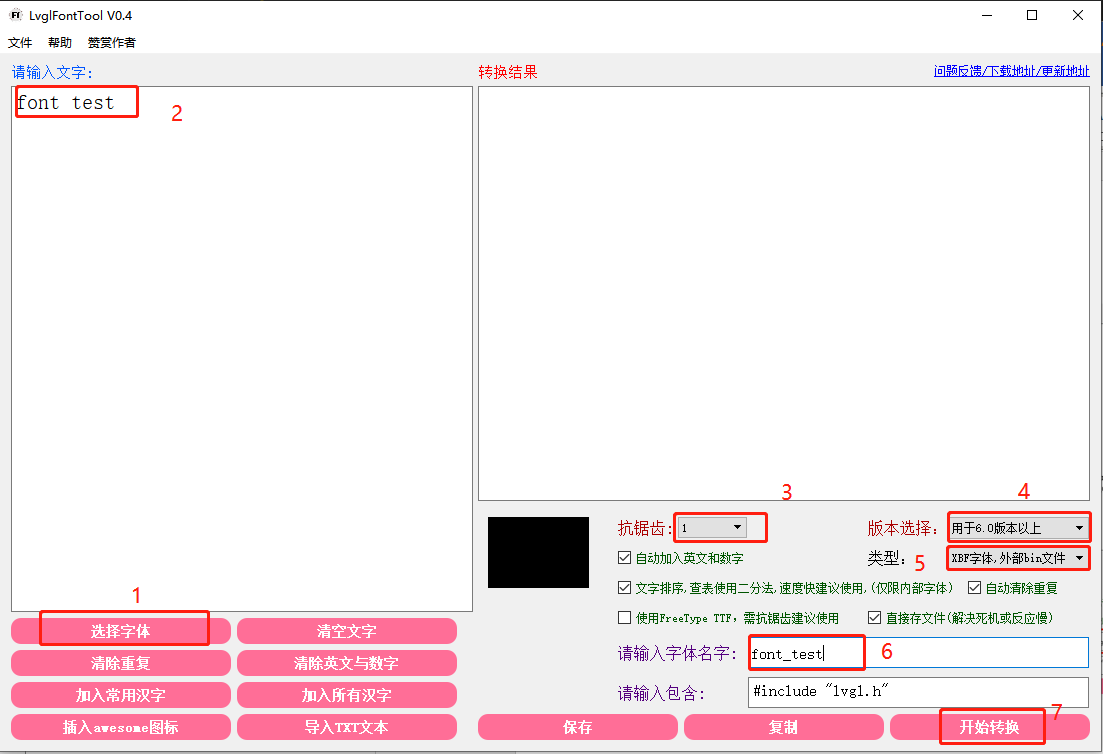 LvglFontTool V0.4
文件 帮助 赞赏作者
请输入文字:
转换结果
问题反馈/下载地址/更新地址
font test
2
3
4
抗锯齿: 1
版本选择: 用于6.0版本以上
自动加入英文和数字
类型: 5 XBF字体,外部bin文件
文字排序,查表使用二分法,速度快建议使用,(仅限内部字体)
自动清除重复
1
选择字体
清空文字
使用FreeType TTF, 需抗锯齿建议使用
直接存文件(解决死机或反应慢)
清除重复
清除英文与数字
请输入字体名字: font_test 6
加入常用汉字
加入所有汉字
请输入包含: #include "lvgl.h"
7
插入awesome图标
导入TXT文本
保存
复制
开始转换